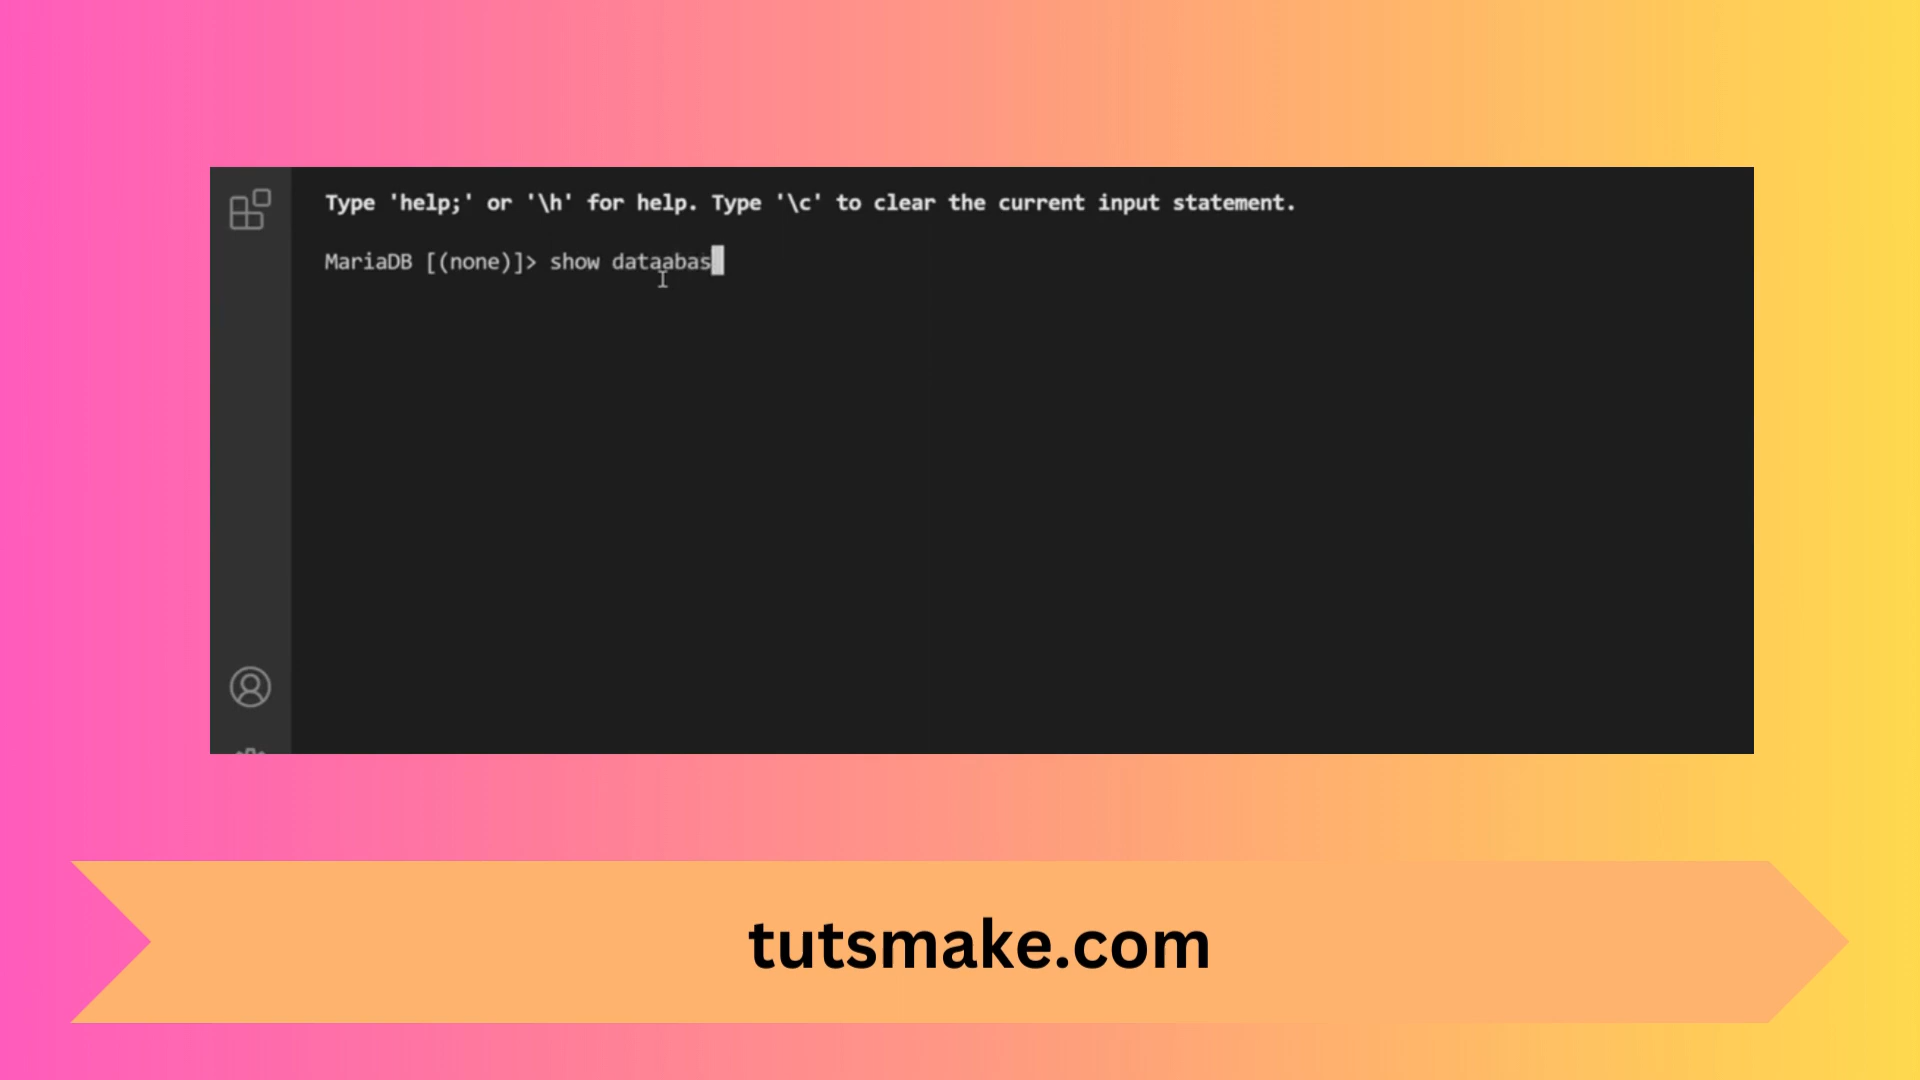 Type 'help;' or '\h' for help. Type '\c' to clear the current input statement.
MariaDB [(none)]> show dataabas
tutsmake.com